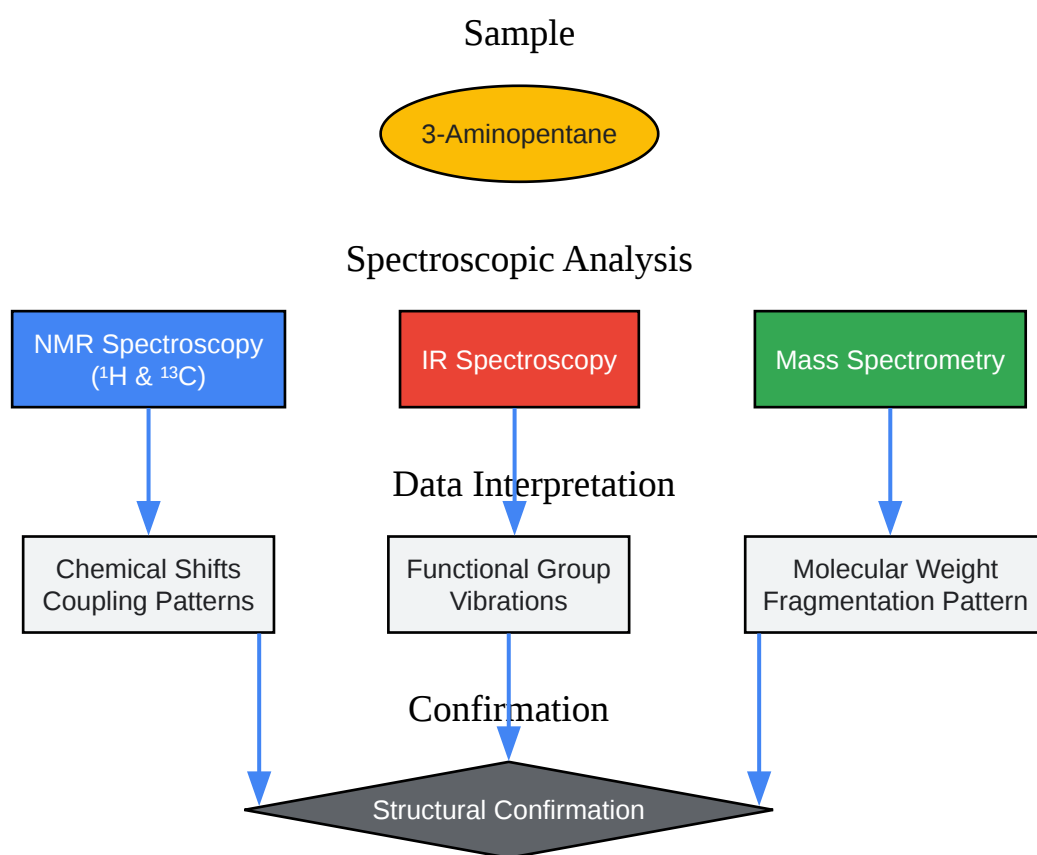 Sample
3-Aminopentane
Spectroscopic Analysis
NMR Spectroscopy
(¹H & ¹³C)
IR Spectroscopy
Mass Spectrometry
Data Interpretation
Chemical Shifts
Coupling Patterns
Functional Group
Vibrations
Molecular Weight
Fragmentation Pattern
Confirmation
Structural Confirmation